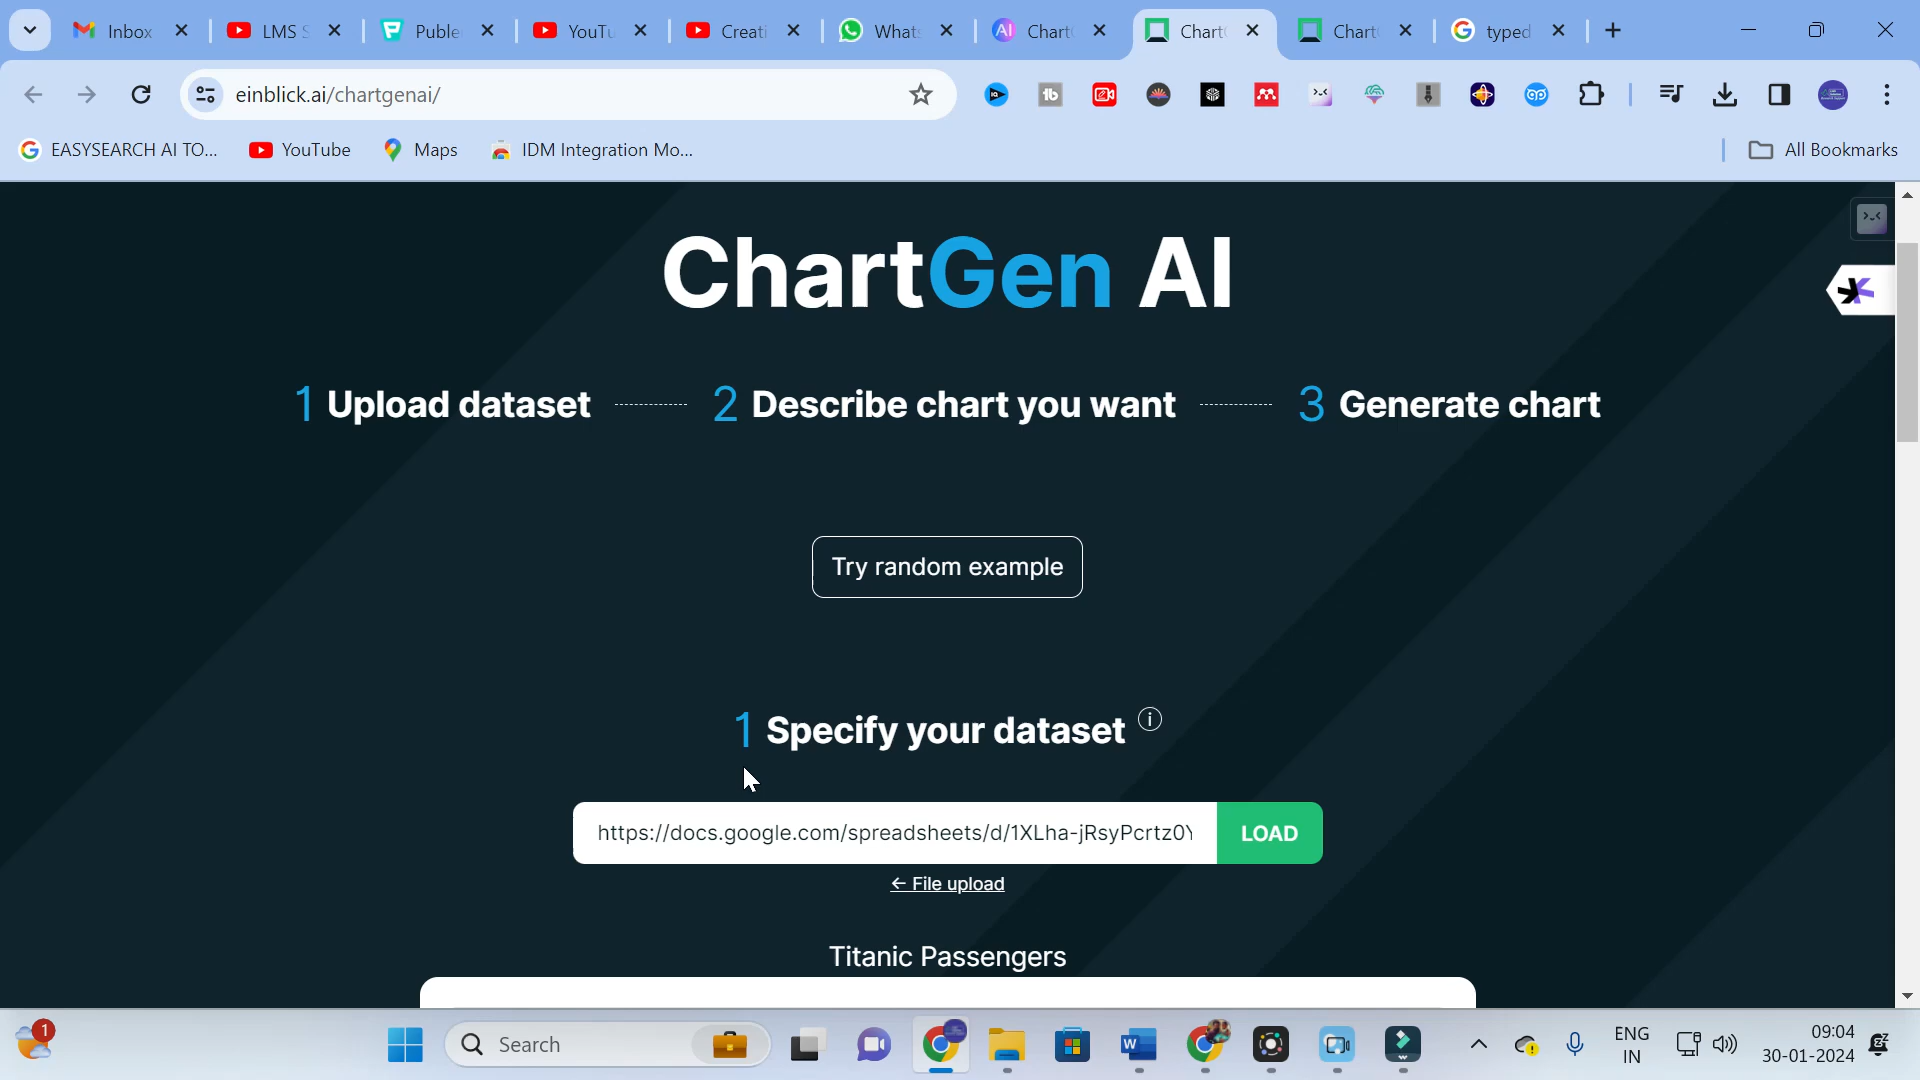 Inbox
LMS S
Puble
YouTu
Creati
What
Chart
Chart
Chart
typed
einblick.ai/chartgenai/
EASYSEARCH AI TO...
YouTube
Maps
IDM Integration Mo...
All Bookmarks
ChartGen AI
1 Upload dataset
2 Describe chart you want
3 Generate chart
Try random example
1 Specify your dataset
https://docs.google.com/spreadsheets/d/1XLha-jRsyPcrtz0Y
LOAD
← File upload
Titanic Passengers
1
Search
ENG
IN
09:04
30-01-2024